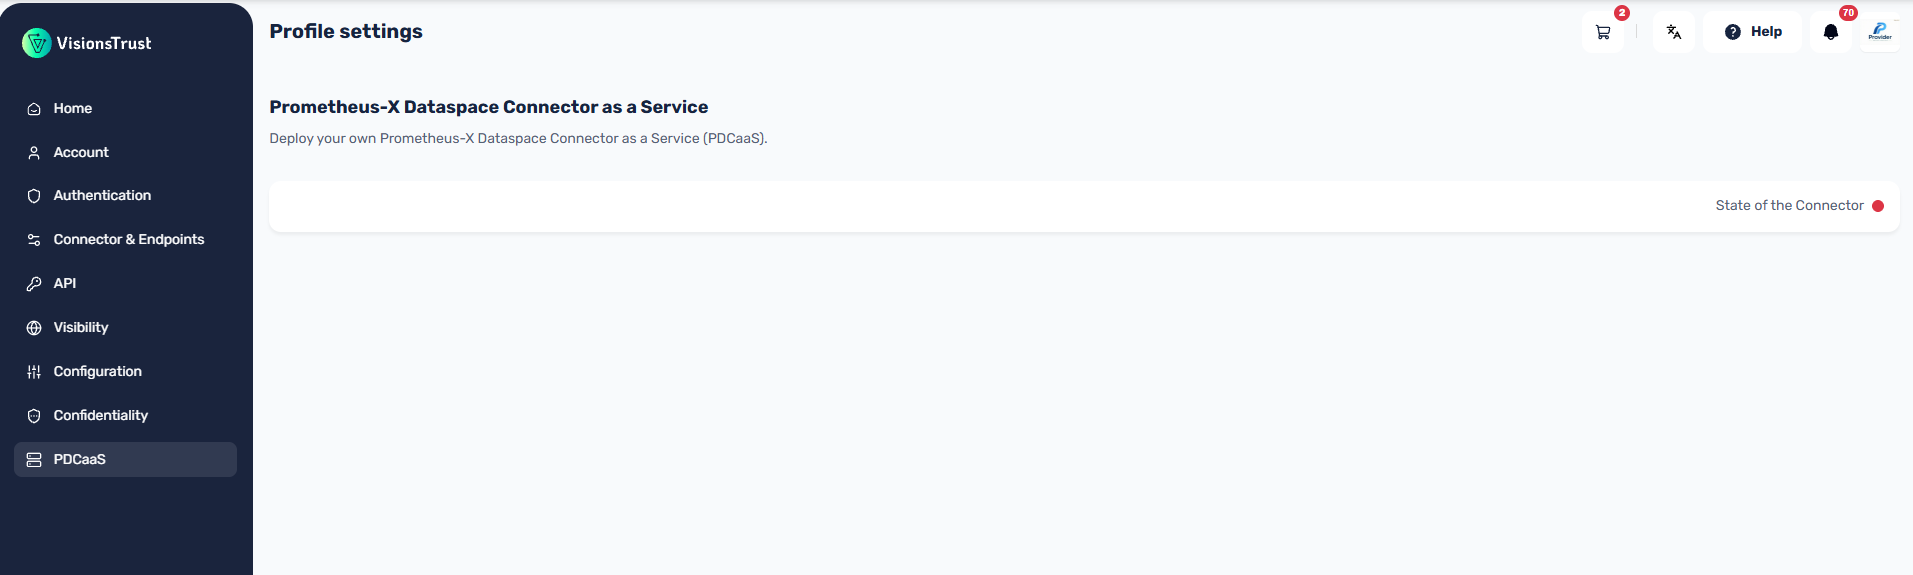 VisionsTrust
Home
Account
Authentication
Connector & Endpoints
API
Visibility
Configuration
Confidentiality
PDCaaS
Profile settings
2
Help
70
Provider
Prometheus-X Dataspace Connector as a Service
Deploy your own Prometheus-X Dataspace Connector as a Service (PDCaaS).
State of the Connector